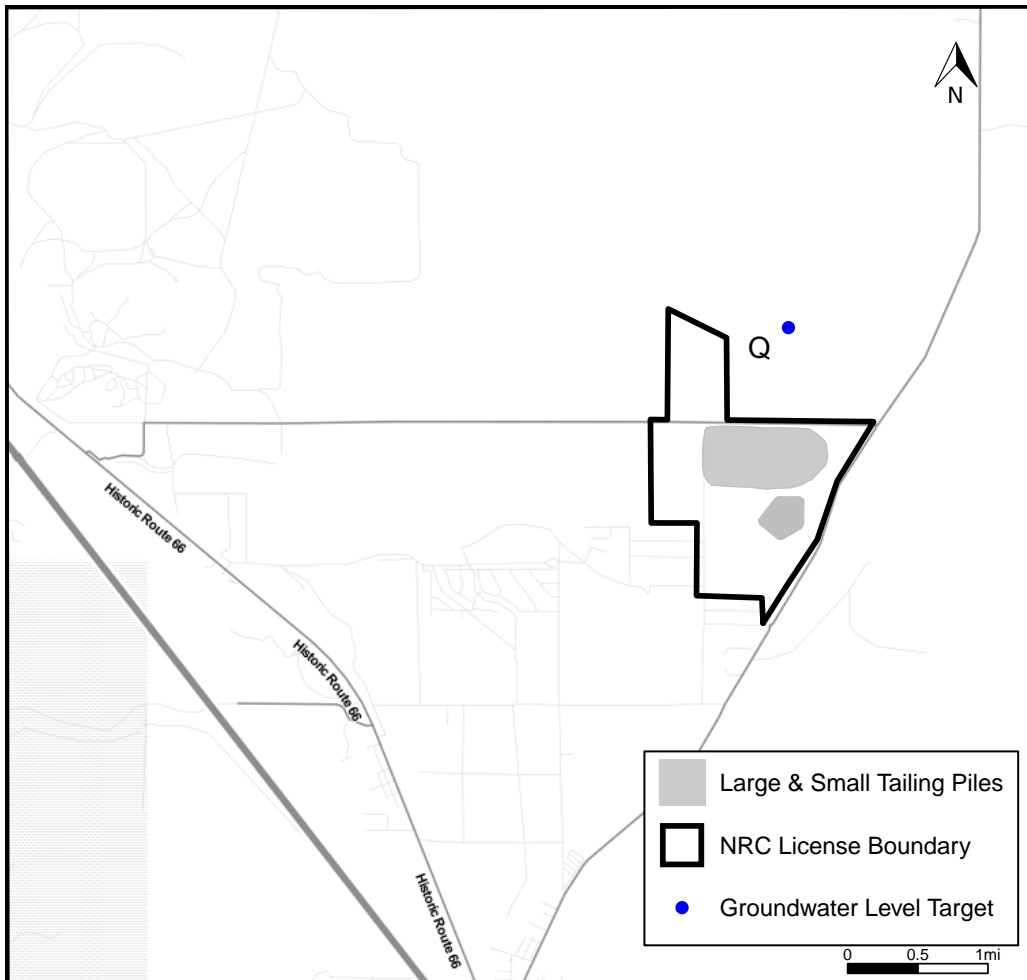 N
Q
Historic Route 66
Historic Route 66
Historic Route 66
Large & Small Tailing Piles
NRC License Boundary
Groundwater Level Target
0 0.5 1mi